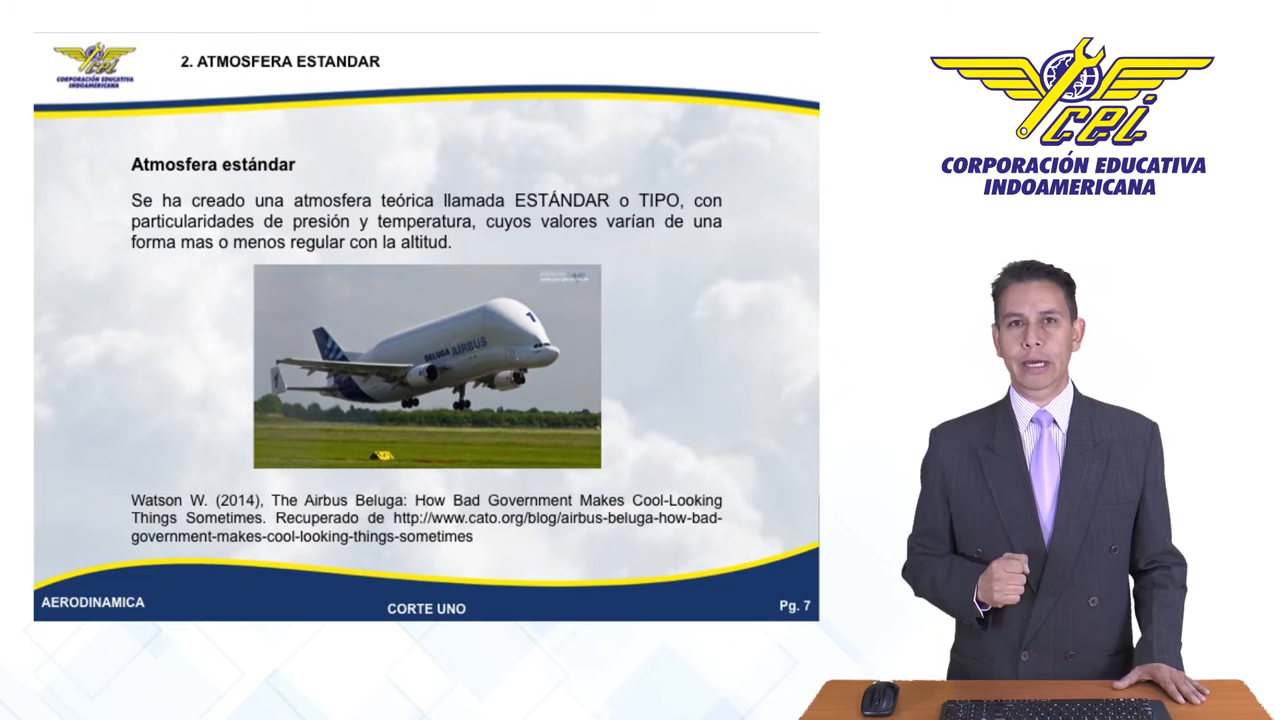 cei
CORPORACIÓN EDUCATIVA
INDOAMERICANA
2. ATMOSFERA ESTANDAR
Atmosfera estándar
Se ha creado una atmosfera teórica llamada ESTÁNDAR o TIPO, con
particularidades de presión y temperatura, cuyos valores varían de una
forma mas o menos regular con la altitud.
BELUGA AIRBUS
1
Watson W. (2014), The Airbus Beluga: How Bad Government Makes Cool-Looking
Things Sometimes. Recuperado de http://www.cato.org/blog/airbus-beluga-how-bad-
government-makes-cool-looking-things-sometimes
AERODINAMICA
CORTE UNO
Pg. 7
cei
CORPORACIÓN EDUCATIVA
INDOAMERICANA